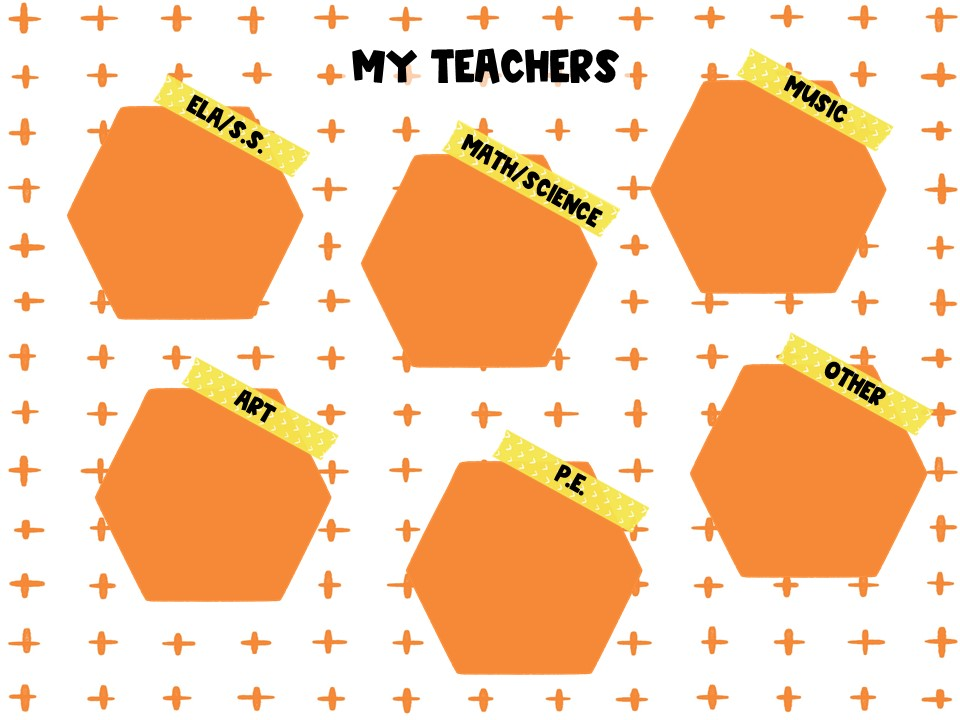 MY TEACHERS
ELA/S.S.
MATH/SCIENCE
MUSIC
ART
P.E.
OTHER